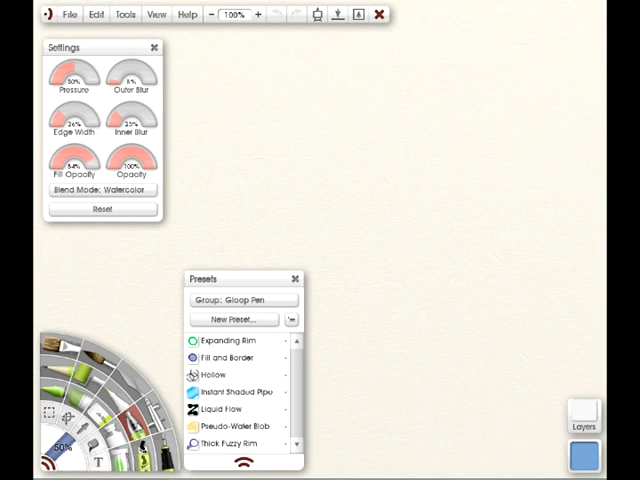 File Edit Tools View Help − 100% +
Settings
50% 8%
Pressure Outer Blur
26% 25%
Edge Width Inner Blur
84% 100%
Fill Opacity Opacity
Blend Mode: Watercolor
Reset
Presets
Group: Gloop Pen
New Preset...
Expanding Rim
Fill and Border
Hollow
Instant Shaded Pipe
Liquid Flow
Pseudo-Water Blob
Thick Fuzzy Rim
50%
T
Layers